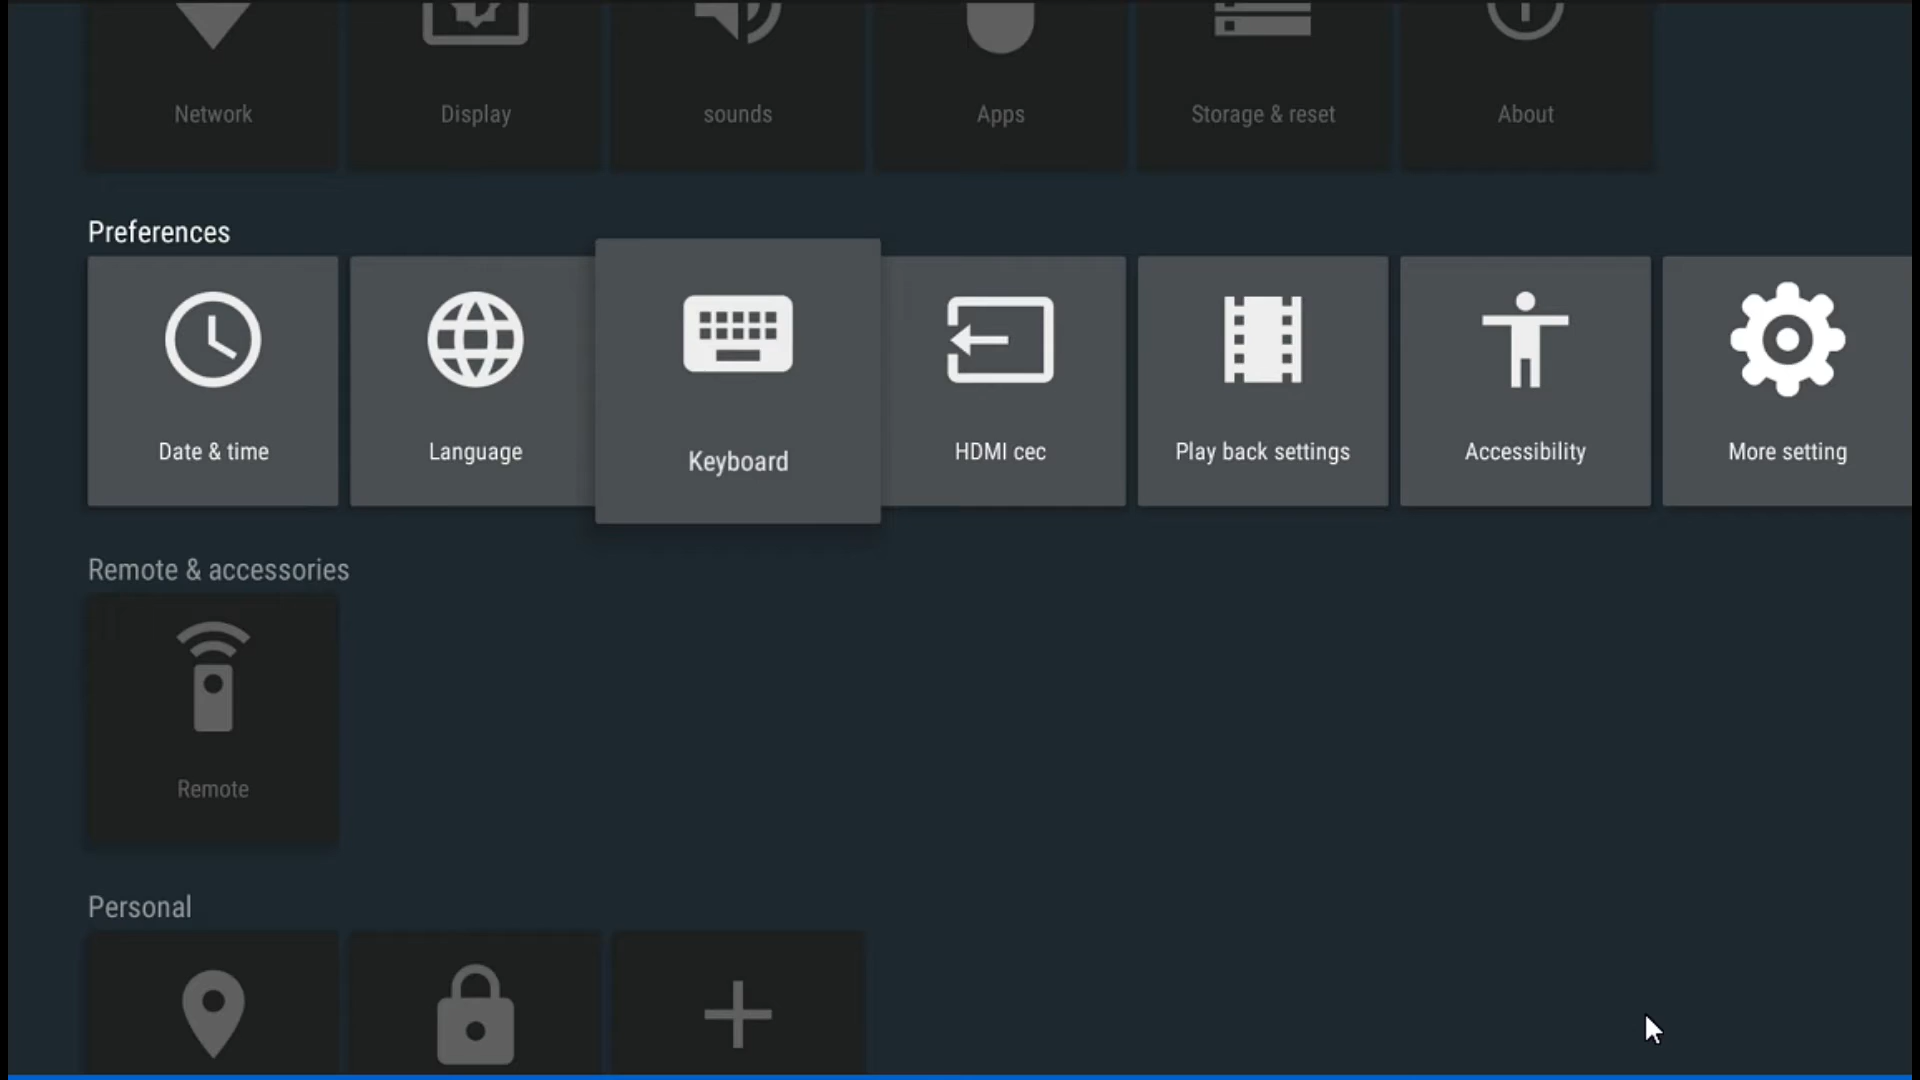 Network
Display
sounds
Apps
Storage & reset
About
Preferences
Date & time
Language
Keyboard
HDMI cec
Play back settings
Accessibility
More setting
Remote & accessories
Remote
Personal